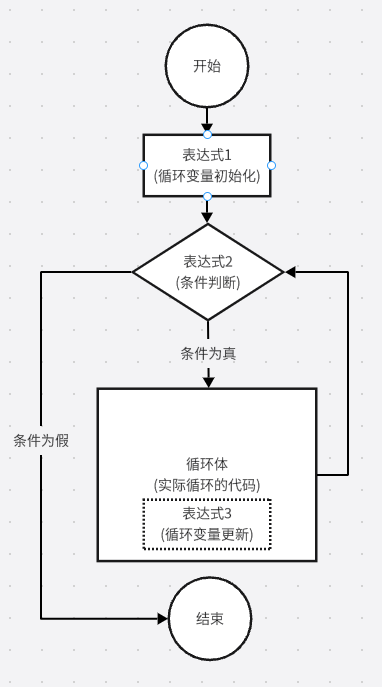 开始
表达式1
(循环变量初始化)
表达式2
(条件判断)
条件为真
条件为假
循环体
(实际循环的代码)
表达式3
(循环变量更新)
结束